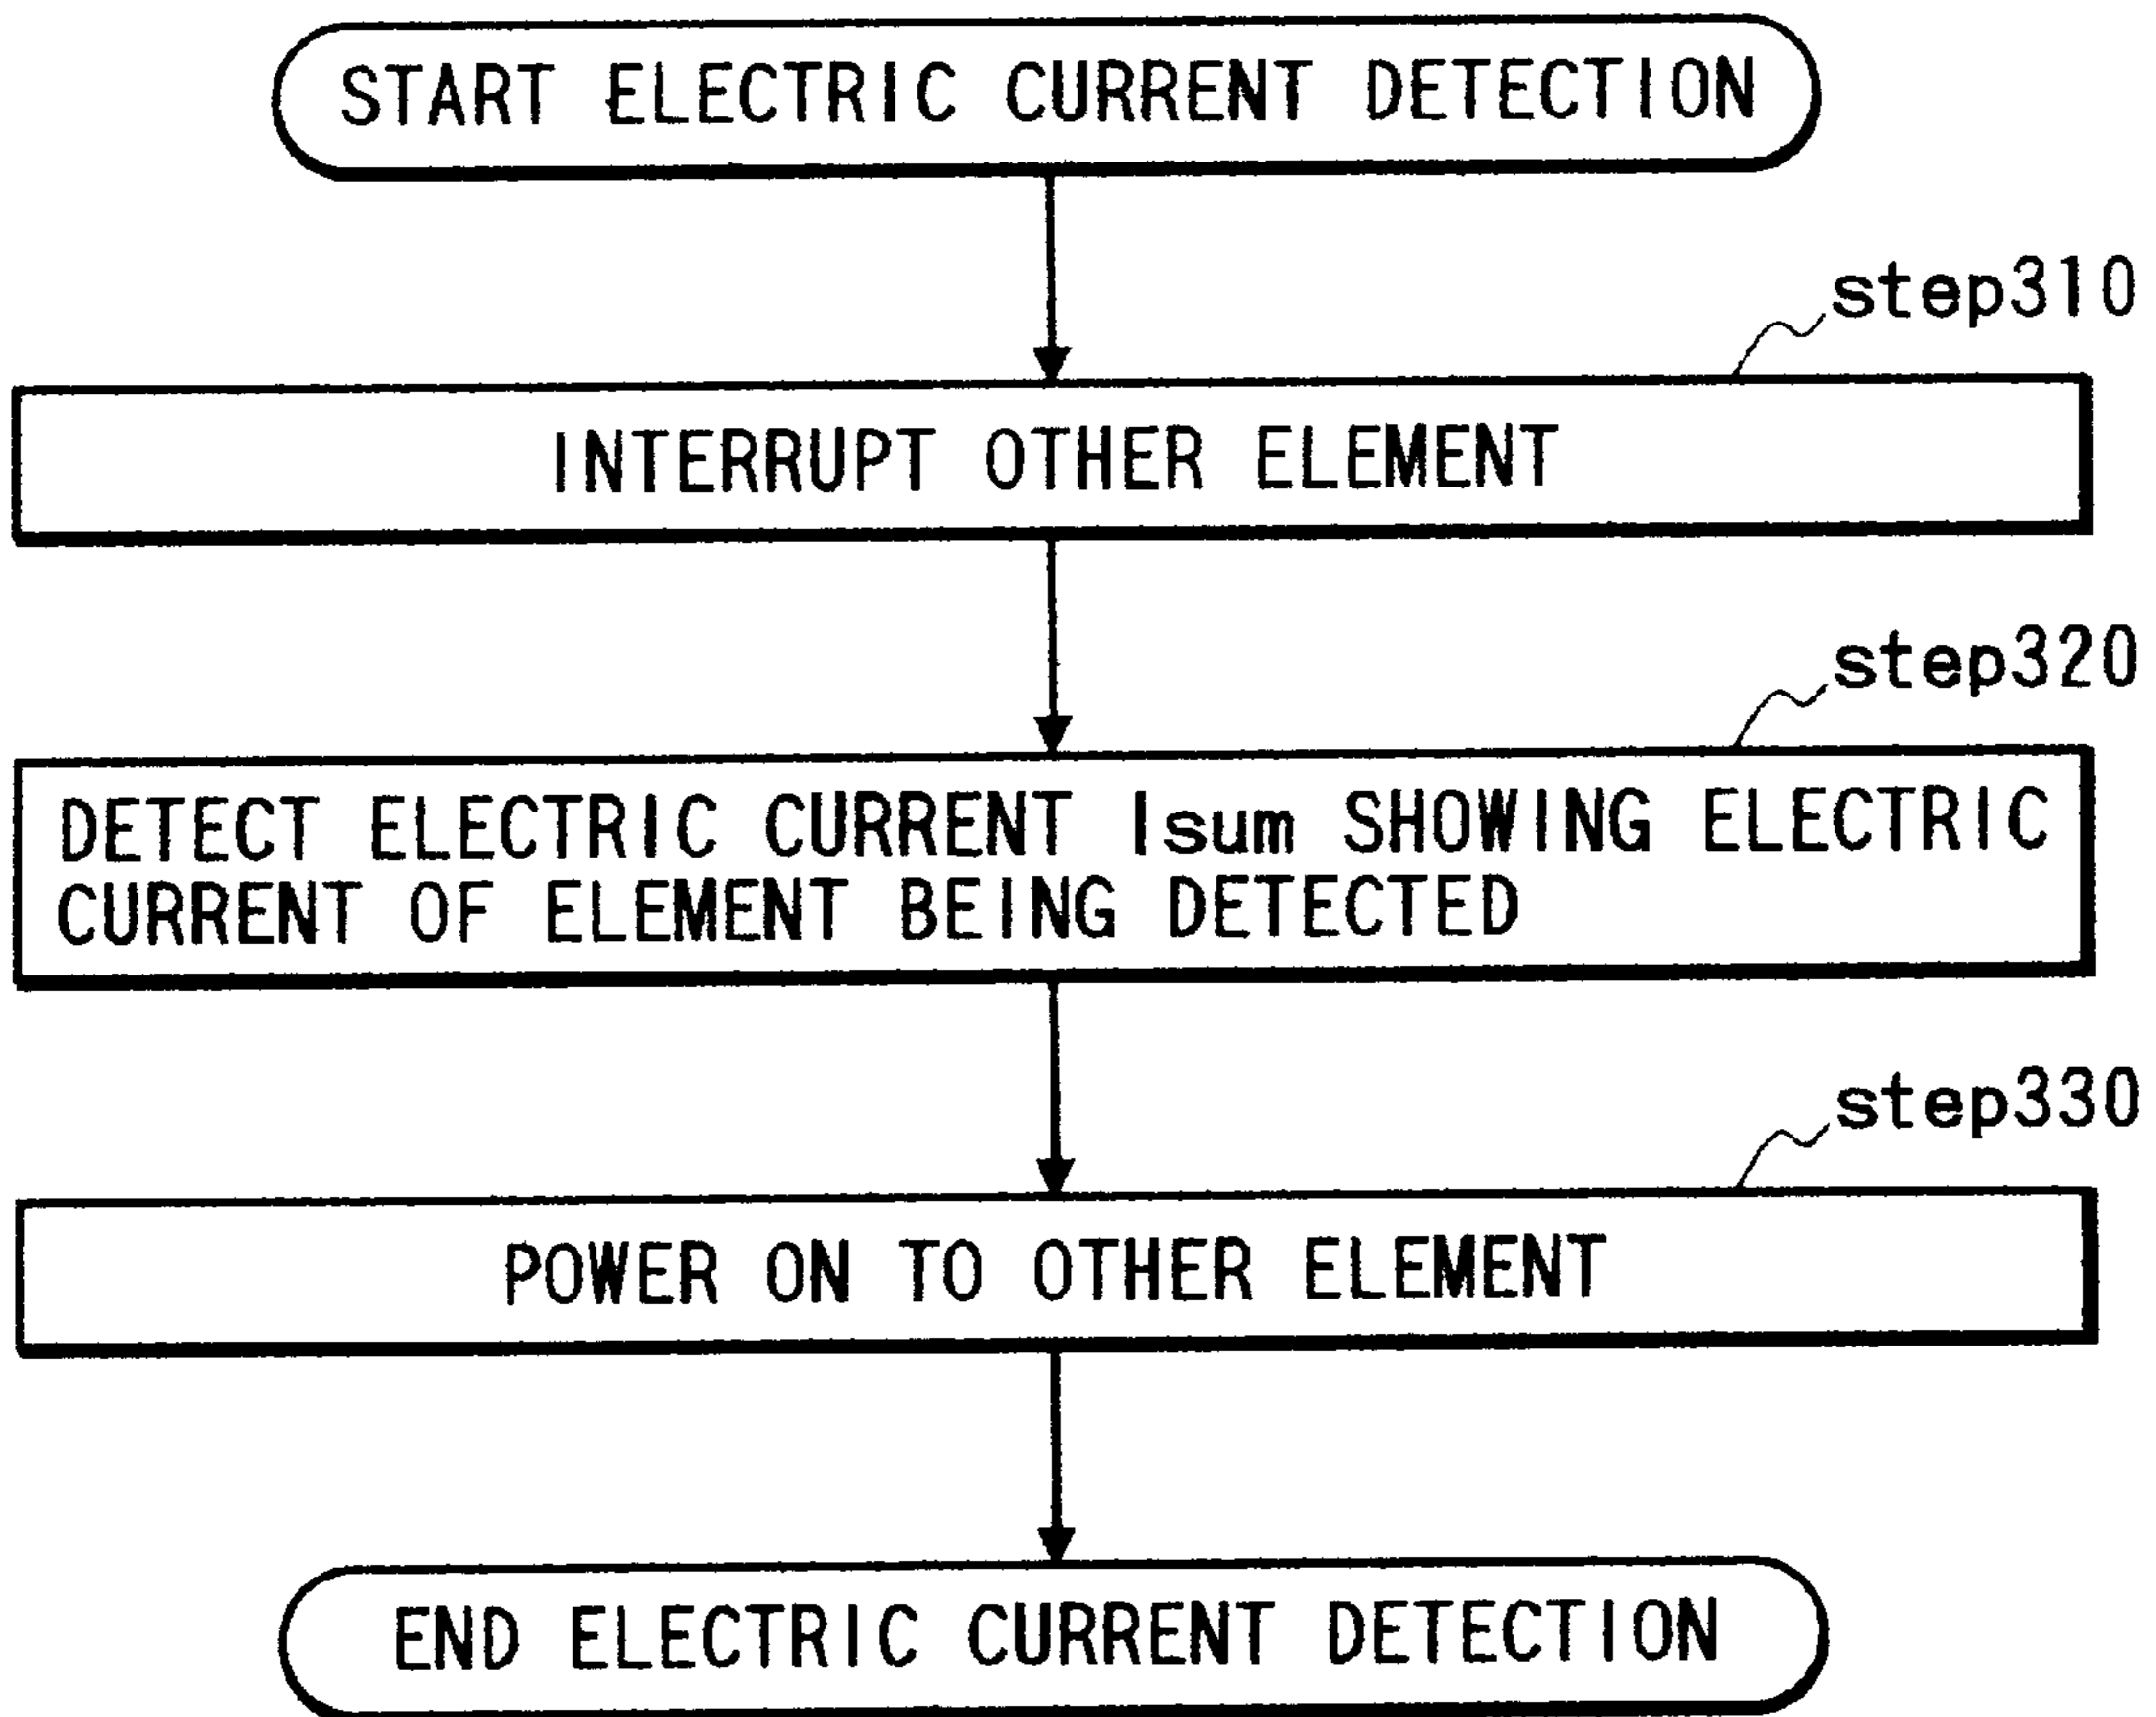 START ELECTRIC CURRENT DETECTION
step310
INTERRUPT OTHER ELEMENT
step320
DETECT ELECTRIC CURRENT Isum SHOWING ELECTRIC
CURRENT OF ELEMENT BEING DETECTED
step330
POWER ON TO OTHER ELEMENT
END ELECTRIC CURRENT DETECTION